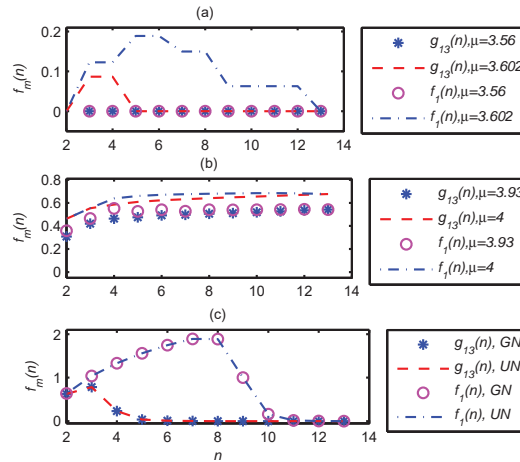 (a)
f_m(n)
0.2
0.1
0
2 4 6 8 10 12 14
g_13(n),μ=3.56
g_13(n),μ=3.602
f_1(n),μ=3.56
f_1(n),μ=3.602
(b)
f_m(n)
0.8
0.6
0.4
0.2
0
2 4 6 8 10 12 14
g_13(n),μ=3.93
g_13(n),μ=4
f_1(n),μ=3.93
f_1(n),μ=4
(c)
f_m(n)
2
1
0
2 4 6 8 10 12 14
n
g_13(n), GN
g_13(n), UN
f_1(n), GN
f_1(n), UN